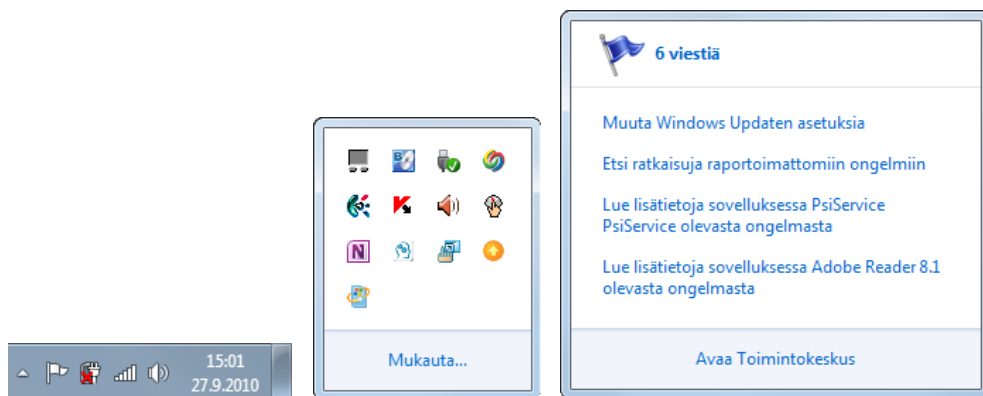 15:01
27.9.2010
Mukauta...
6 viestiä
Muuta Windows Updaten asetuksia
Etsi ratkaisuja raportoimattomiin ongelmiin
Lue lisätietoja sovelluksessa PsiService
PsiService olevasta ongelmasta
Lue lisätietoja sovelluksessa Adobe Reader 8.1
olevasta ongelmasta
Avaa Toimintokeskus